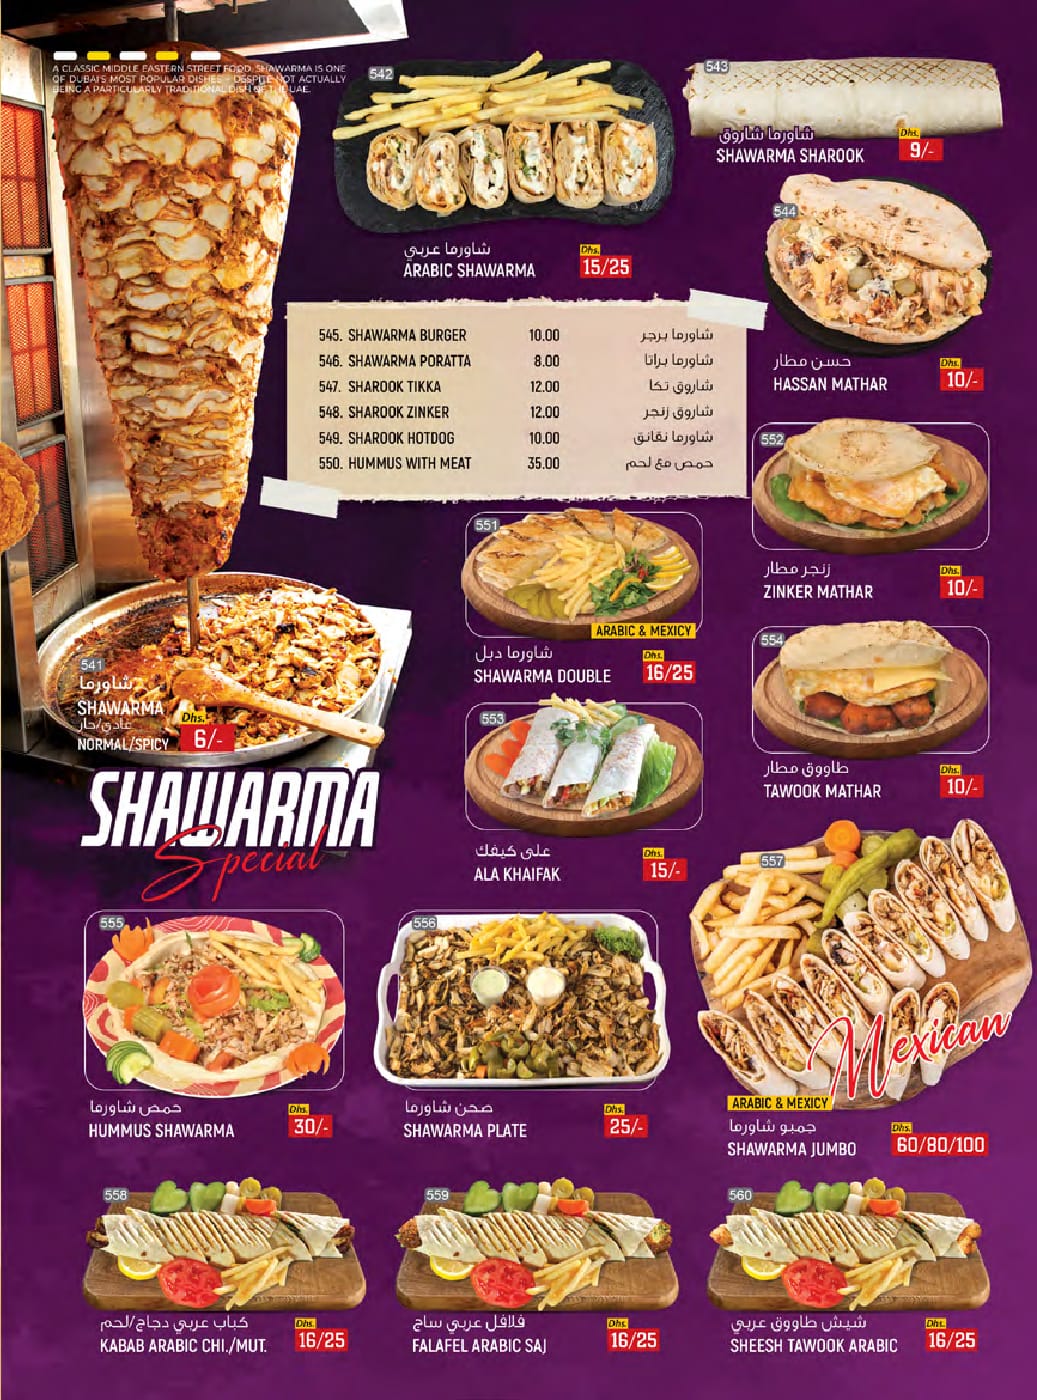 A CLASSIC MIDDLE EASTERN STREET FOOD, SHAWARMA IS ONE
OF DUBAI'S MOST POPULAR DISHES – DESPITE NOT ACTUALLY
BEING A PARTICULARLY TRADITIONAL DISH OF THE UAE.
542
شاورما عربي
ARABIC SHAWARMA
Dhs.
15/25
543
شاورما شاروق
SHAWARMA SHAROOK
Dhs.
9/-
544
حسن مطار
HASSAN MATHAR
Dhs.
10/-
545. SHAWARMA BURGER 10.00 شاورما برجر
546. SHAWARMA PORATTA 8.00 شاورما براتا
547. SHAROOK TIKKA 12.00 شاروق تكا
548. SHAROOK ZINKER 12.00 شاروق زنجر
549. SHAROOK HOTDOG 10.00 شاورما نقانق
550. HUMMUS WITH MEAT 35.00 حمص مع لحم
541
شاورما
SHAWARMA
عادي/حار
NORMAL/SPICY
Dhs.
6/-
551
ARABIC & MEXICY
شاورما دبل
SHAWARMA DOUBLE
Dhs.
16/25
552
زنجر مطار
ZINKER MATHAR
Dhs.
10/-
553
على كيفك
ALA KHAIFAK
Dhs.
15/-
554
طاووق مطار
TAWOOK MATHAR
Dhs.
10/-
SHAWARMA
Special
555
حمص شاورما
HUMMUS SHAWARMA
Dhs.
30/-
556
صحن شاورما
SHAWARMA PLATE
Dhs.
25/-
557
Mexican
ARABIC & MEXICY
جمبو شاورما
SHAWARMA JUMBO
Dhs.
60/80/100
558
كباب عربي دجاج/لحم
KABAB ARABIC CHI./MUT.
Dhs.
16/25
559
فلافل عربي ساج
FALAFEL ARABIC SAJ
Dhs.
16/25
560
شيش طاووق عربي
SHEESH TAWOOK ARABIC
Dhs.
16/25